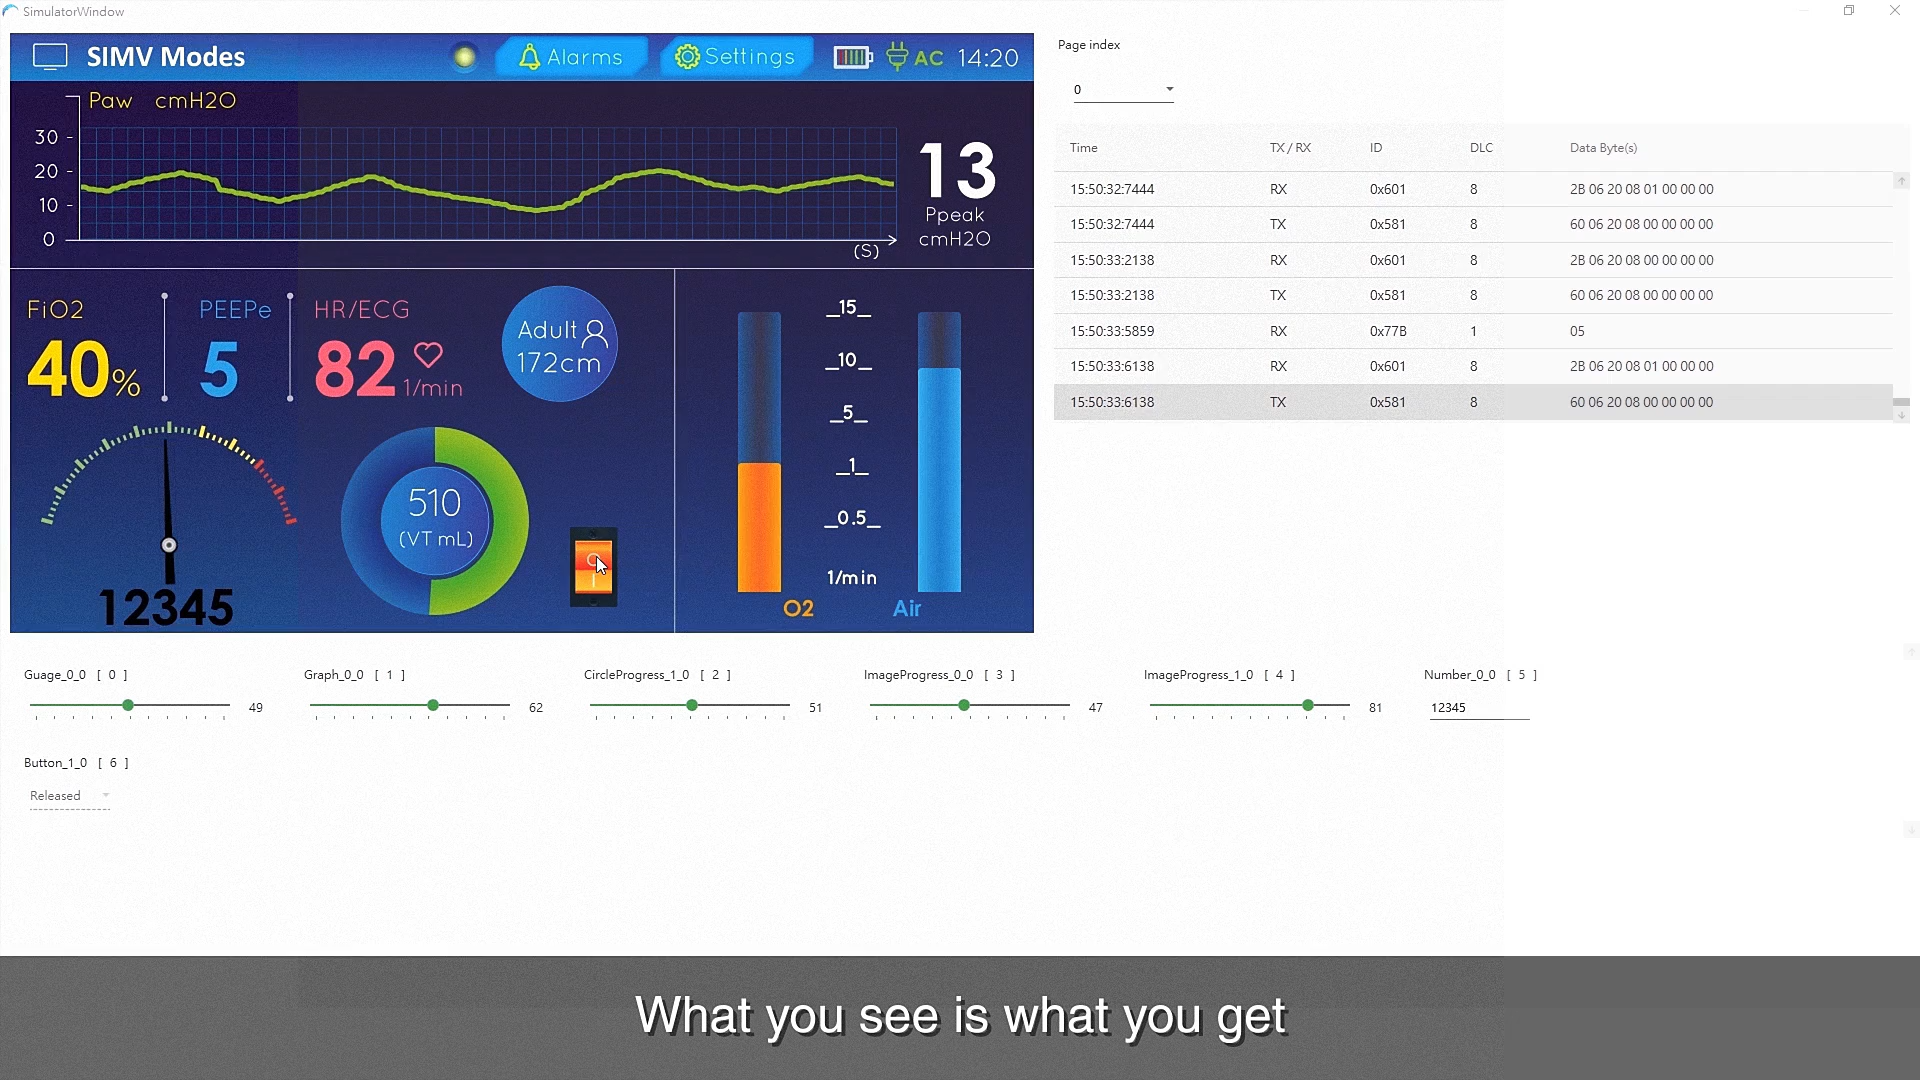 SimulatorWindow
SIMV Modes
Alarms
Settings
AC
14:20
Paw cmH2O
30
20
10
0
(S)
13
Ppeak
cmH2O
FiO2
40%
PEEPe
5
HR/ECG
82 1/min
Adult
172cm
510
(VT mL)
12345
_15_
_10_
_5_
_1_
_0.5_
1/min
O2
Air
Page index
0
Time TX / RX ID DLC Data Byte(s)
15:50:32:7444 RX 0x601 8 2B 06 20 08 01 00 00 00
15:50:32:7444 TX 0x581 8 60 06 20 08 00 00 00 00
15:50:33:2138 RX 0x601 8 2B 06 20 08 00 00 00 00
15:50:33:2138 TX 0x581 8 60 06 20 08 00 00 00 00
15:50:33:5859 RX 0x77B 1 05
15:50:33:6138 RX 0x601 8 2B 06 20 08 01 00 00 00
15:50:33:6138 TX 0x581 8 60 06 20 08 00 00 00 00
Guage_0_0 [ 0 ]
49
Graph_0_0 [ 1 ]
62
CircleProgress_1_0 [ 2 ]
51
ImageProgress_0_0 [ 3 ]
47
ImageProgress_1_0 [ 4 ]
81
Number_0_0 [ 5 ]
12345
Button_1_0 [ 6 ]
Released
What you see is what you get